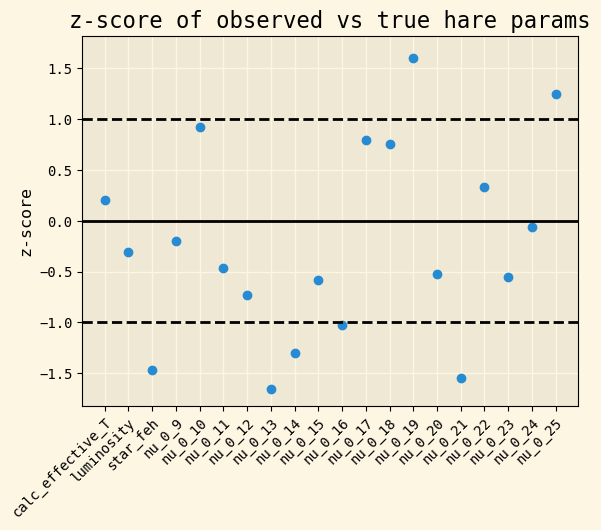 z-score of observed vs true hare params
z-score
1.5
1.0
0.5
0.0
−0.5
−1.0
−1.5
calc_effective_T
luminosity
star_feh
nu_0_9
nu_0_10
nu_0_11
nu_0_12
nu_0_13
nu_0_14
nu_0_15
nu_0_16
nu_0_17
nu_0_18
nu_0_19
nu_0_20
nu_0_21
nu_0_22
nu_0_23
nu_0_24
nu_0_25